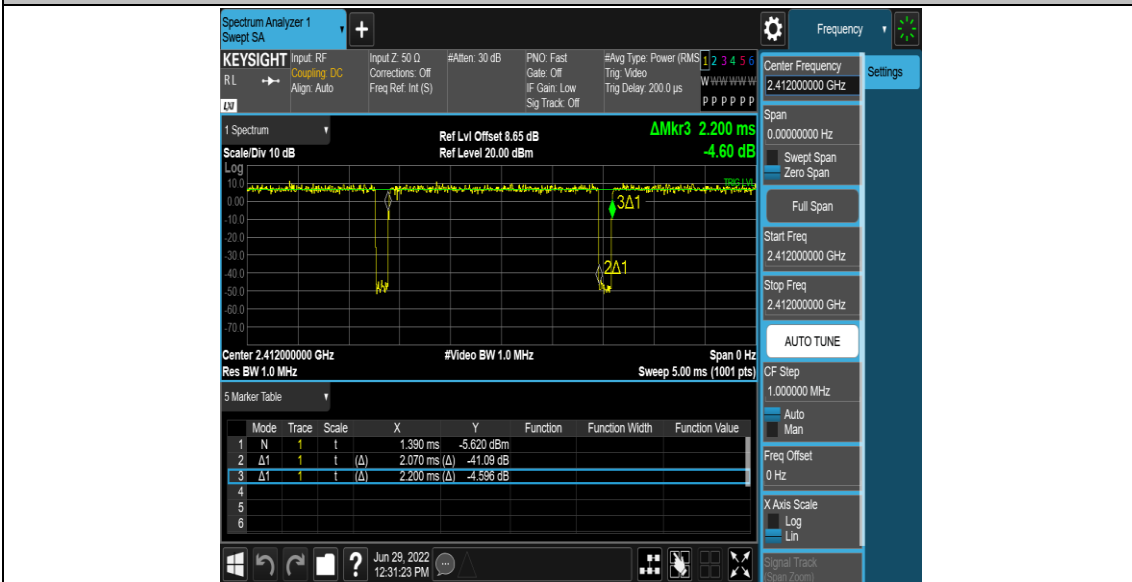 Spectrum Analyzer 1
Swept SA
+
Frequency
KEYSIGHT Input: RF Input Z: 50 Ω #Atten: 30 dB PNO: Fast #Avg Type: Power (RMS 1 2 3 4 5 6
R L Coupling: DC Corrections: Off Gate: Off Trig: Video W W W W W W
Align: Auto Freq Ref: Int (S) IF Gain: Low Trig Delay: 200.0 µs
Sig Track: Off P P P P P P
LXI
1 Spectrum
Ref Lvl Offset 8.65 dB
ΔMkr3 2.200 ms
Scale/Div 10 dB Ref Level 20.00 dBm -4.60 dB
Log
TRIG LVL
10.0
0.00
-10.0
-20.0
-30.0
-40.0
-50.0
-60.0
-70.0
3Δ1
2Δ1
Center 2.412000000 GHz #Video BW 1.0 MHz Span 0 Hz
Res BW 1.0 MHz Sweep 5.00 ms (1001 pts)
5 Marker Table
Mode Trace Scale X Y Function Function Width Function Value
1 N 1 t 1.390 ms -5.620 dBm
2 Δ1 1 t (Δ) 2.070 ms (Δ) -41.09 dB
3 Δ1 1 t (Δ) 2.200 ms (Δ) -4.596 dB
4
5
6
? Jun 29, 2022
12:31:23 PM
Center Frequency
2.412000000 GHz
Settings
Span
0.00000000 Hz
Swept Span
Zero Span
Full Span
Start Freq
2.412000000 GHz
Stop Freq
2.412000000 GHz
AUTO TUNE
CF Step
1.000000 MHz
Auto
Man
Freq Offset
0 Hz
X Axis Scale
Log
Lin
Signal Track
(Span Zoom)